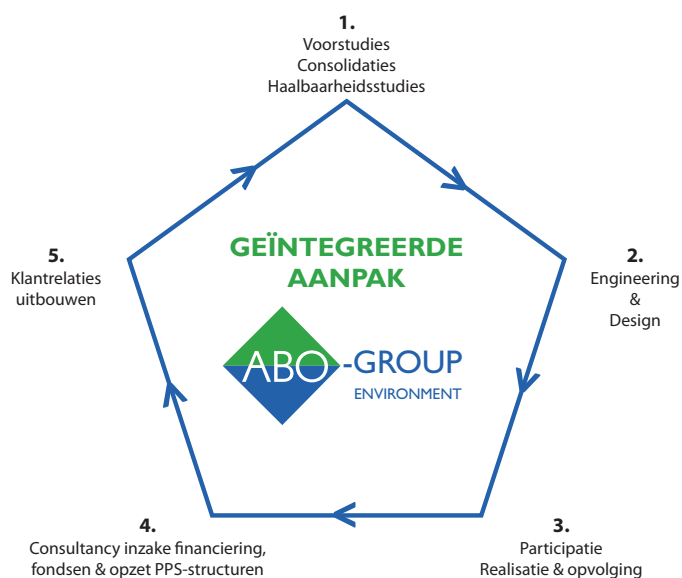 1.
Voorstudies
Consolidaties
Haalbaarheidsstudies
GEÏNTEGREERDE
AANPAK
ABO-GROUP
ENVIRONMENT
2.
Engineering
&
Design
3.
Participatie
Realisatie & opvolging
4.
Consultancy inzake financiering,
fondsen & opzet PPS-structuren
5.
Klantrelaties
uitbouwen